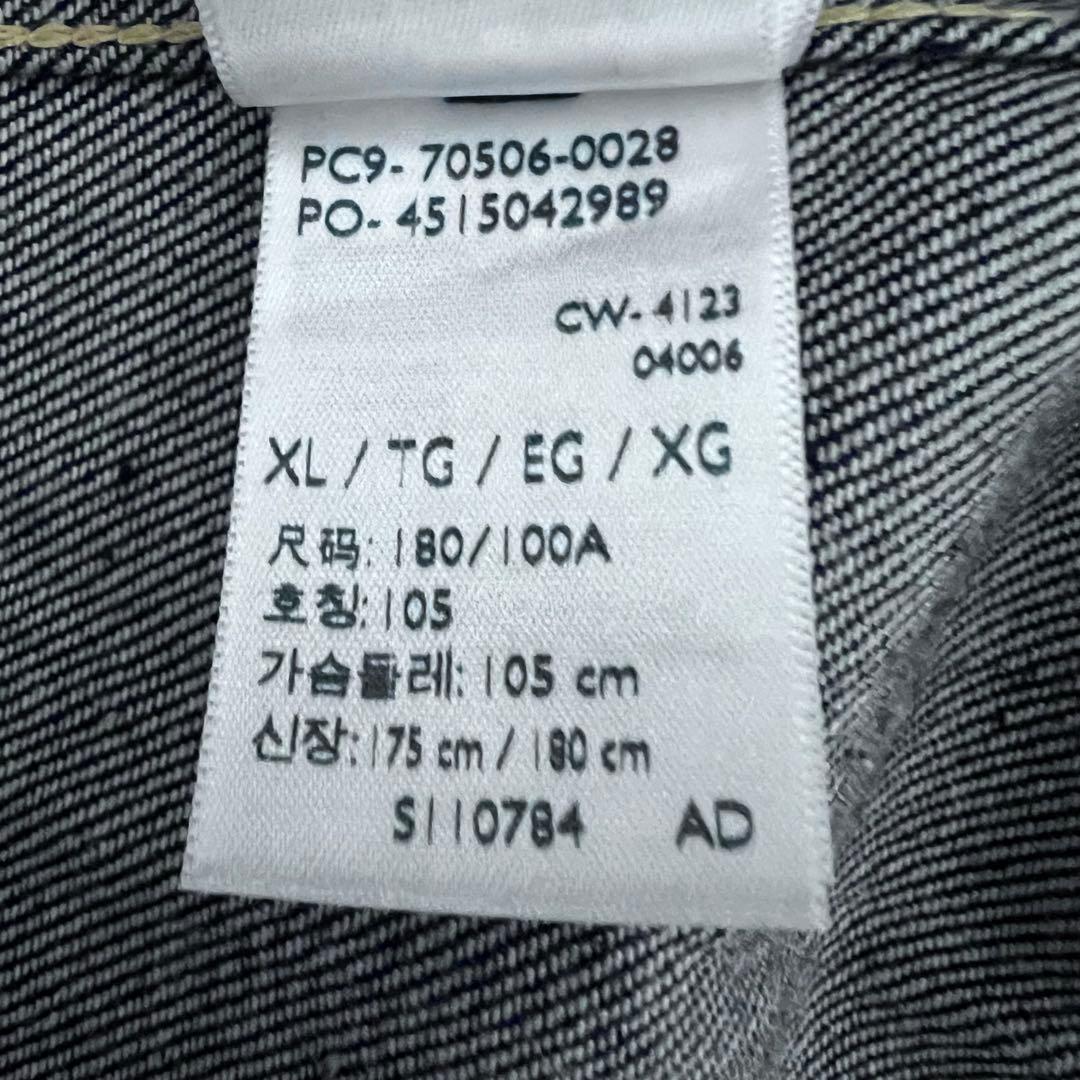 PC9- 70506-0028
PO- 4515042989
CW- 4123
04006
XL / TG / EG / XG
尺码: 180/100A
호칭: 105
가슴둘레: 105 cm
신장: 175 cm / 180 cm
S110784 AD